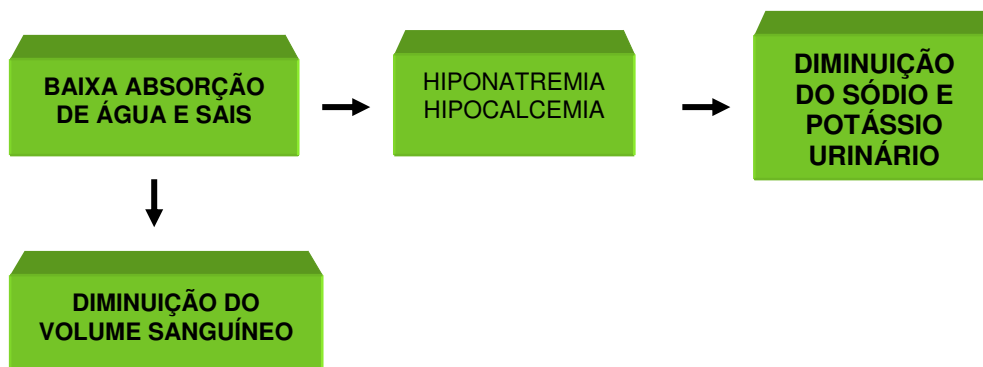 BAIXA ABSORÇÃO
DE ÁGUA E SAIS
HIPONATREMIA
HIPOCALCEMIA
DIMINUIÇÃO
DO SÓDIO E
POTÁSSIO
URINÁRIO
DIMINUIÇÃO DO
VOLUME SANGUÍNEO